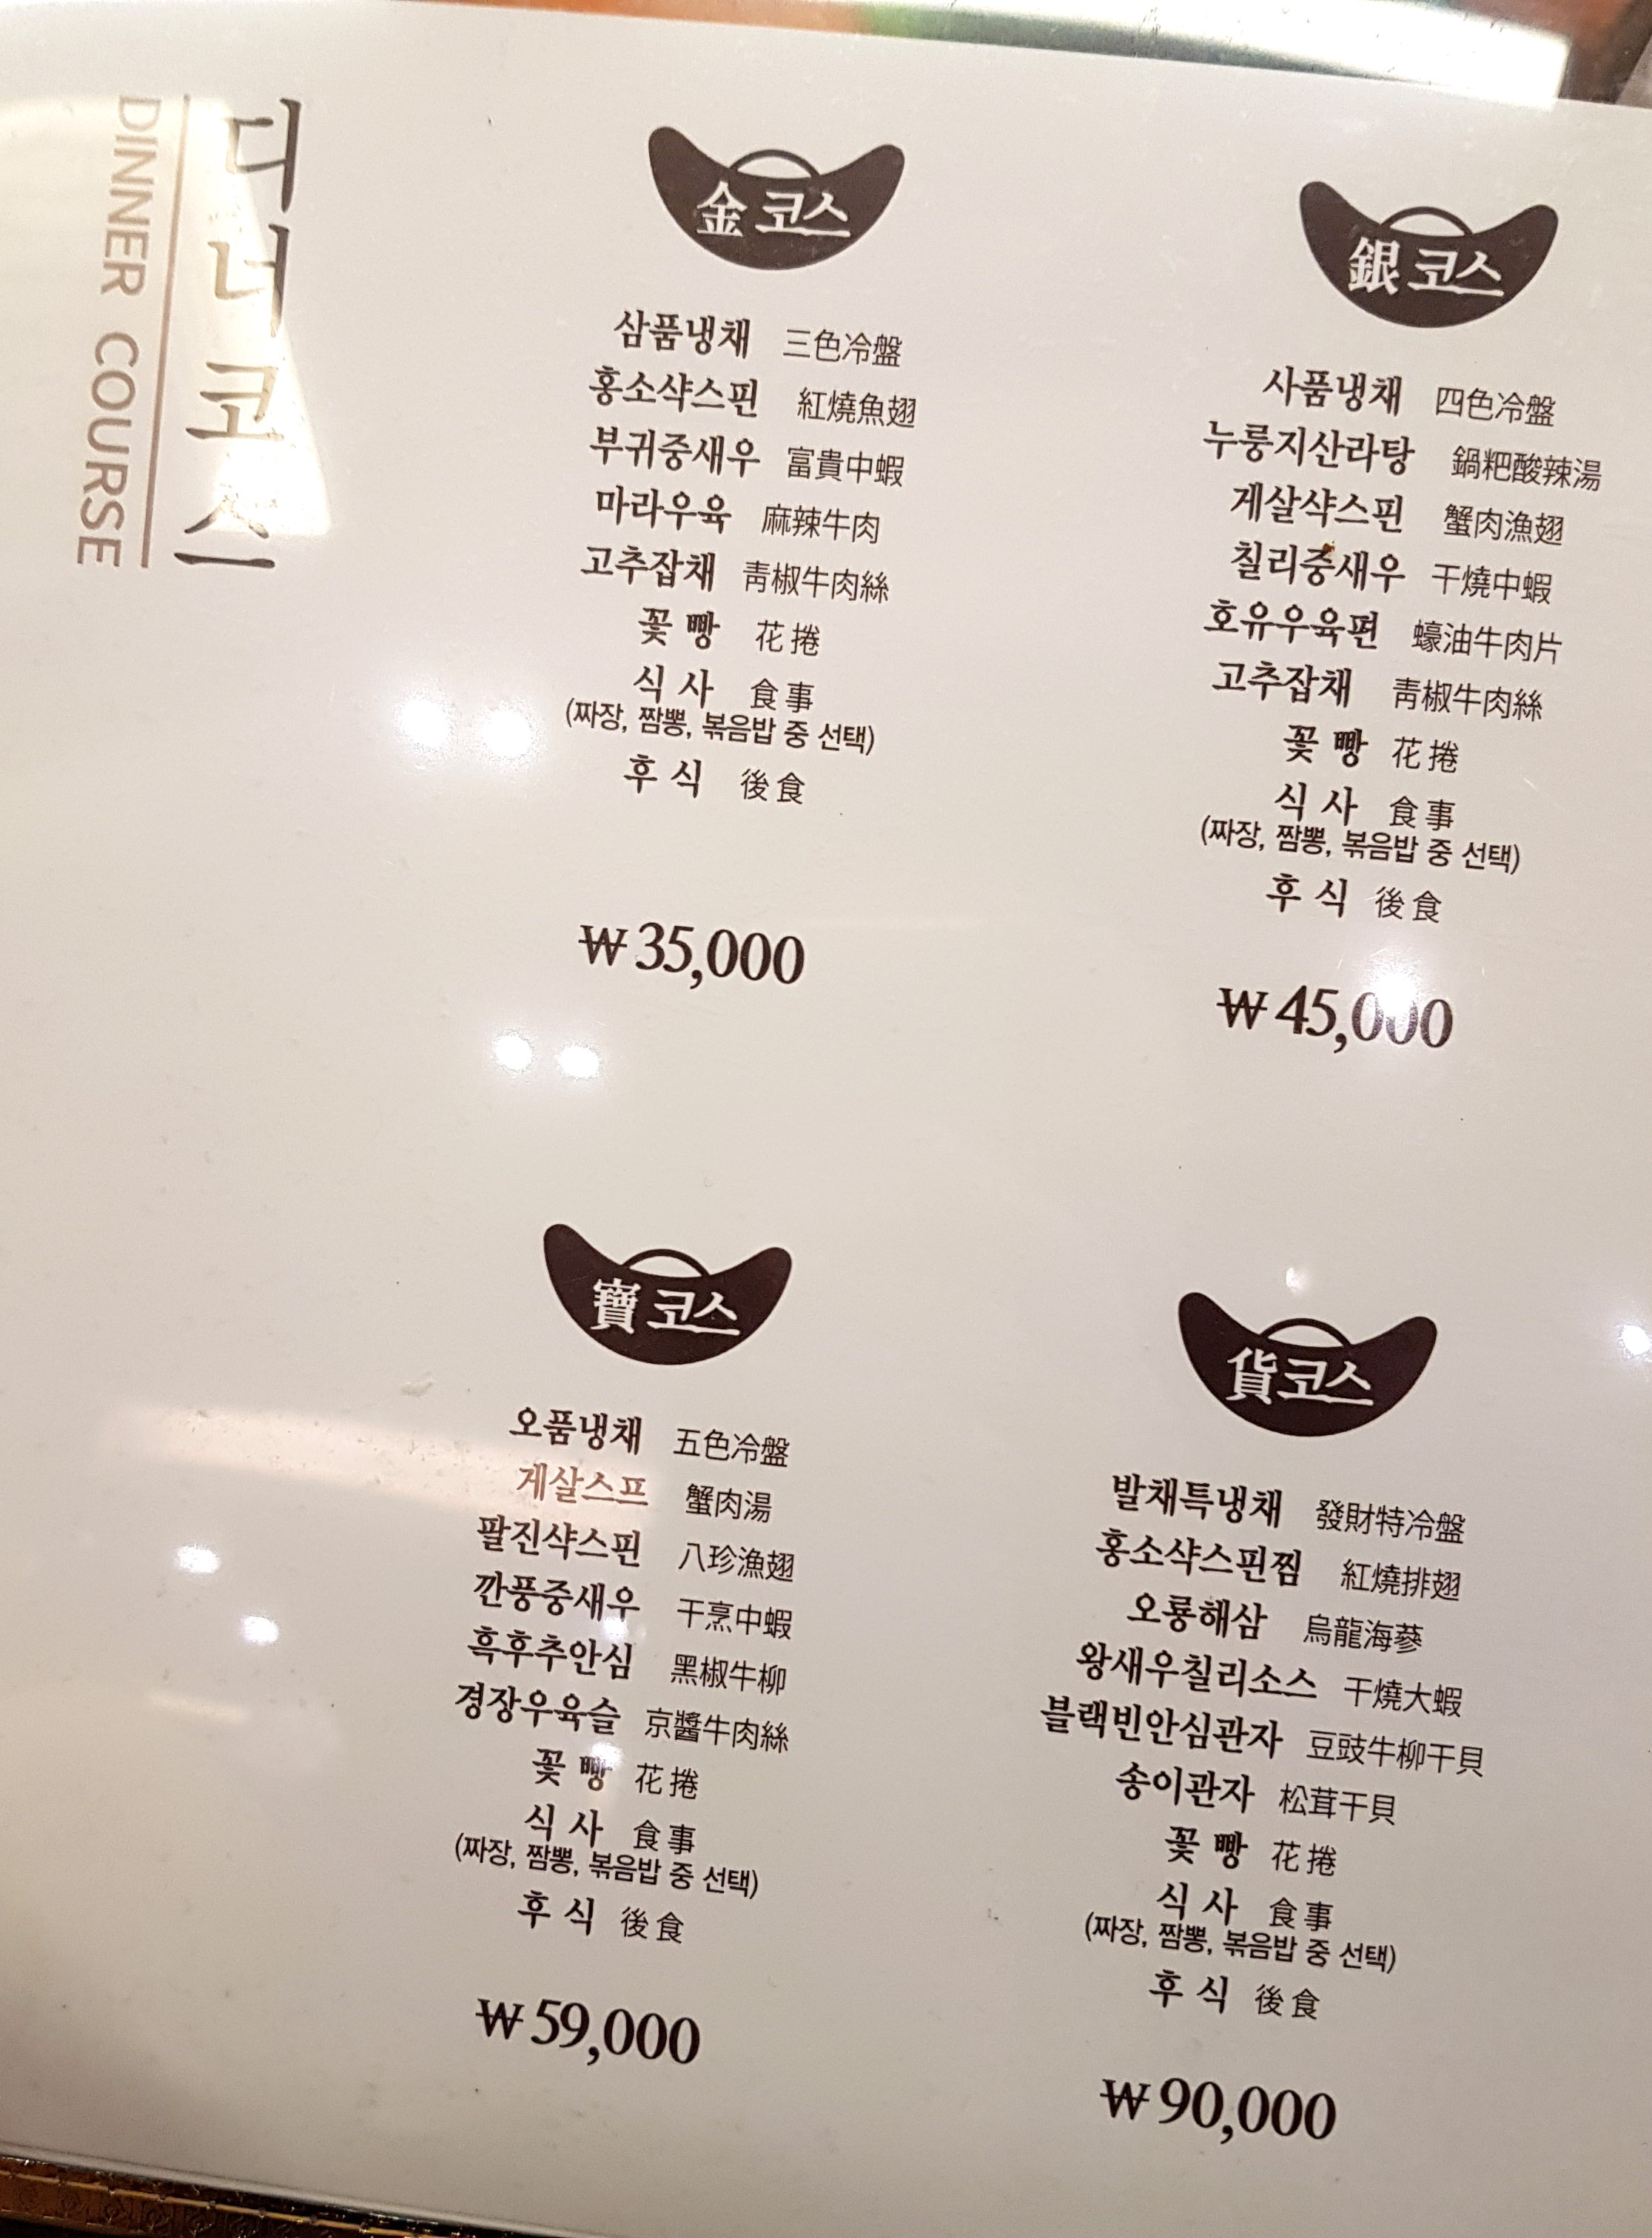 디너코스
DINNER COURSE
金 코스
삼품냉채 三色冷盤
홍소샥스핀 紅燒魚翅
부귀중새우 富貴中蝦
마라우육 麻辣牛肉
고추잡채 靑椒牛肉絲
꽃 빵 花捲
식 사 食事
(짜장, 짬뽕, 볶음밥 중 선택)
후 식 後食
₩35,000
銀 코스
사품냉채 四色冷盤
누룽지산라탕 鍋粑酸辣湯
게살샥스핀 蟹肉漁翅
칠리중새우 干燒中蝦
호유우육편 蠔油牛肉片
고추잡채 靑椒牛肉絲
꽃 빵 花捲
식 사 食事
(짜장, 짬뽕, 볶음밥 중 선택)
후 식 後食
₩45,000
寶 코스
오품냉채 五色冷盤
게살스프 蟹肉湯
팔진샥스핀 八珍漁翅
깐풍중새우 干烹中蝦
흑후추안심 黑椒牛柳
경장우육슬 京醬牛肉絲
꽃 빵 花捲
식 사 食事
(짜장, 짬뽕, 볶음밥 중 선택)
후 식 後食
₩59,000
貨코스
발채특냉채 發財特冷盤
홍소샥스핀찜 紅燒排翅
오룡해삼 烏龍海蔘
왕새우칠리소스 干燒大蝦
블랙빈안심관자 豆豉牛柳干貝
송이관자 松茸干貝
꽃 빵 花捲
식 사 食事
(짜장, 짬뽕, 볶음밥 중 선택)
후 식 後食
₩90,000